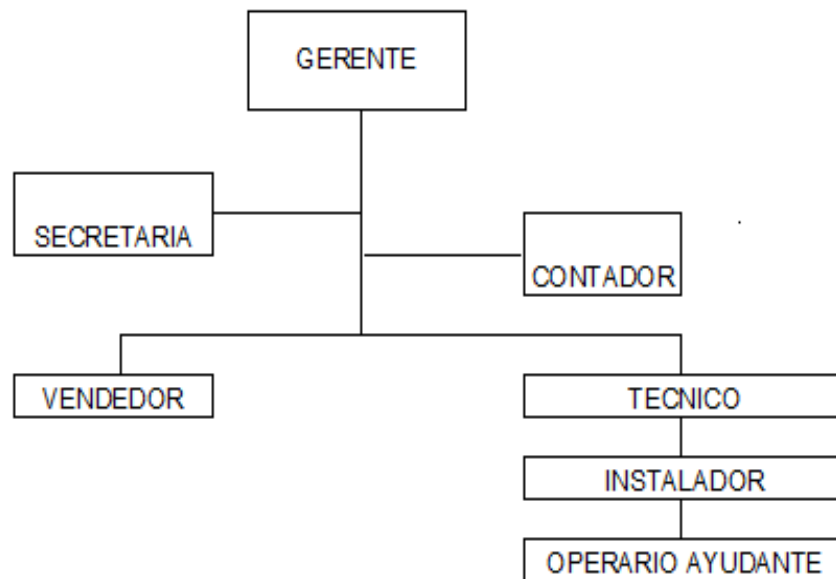 GERENTE
SECRETARIA
CONTADOR
VENDEDOR
TECNICO
INSTALADOR
OPERARIO AYUDANTE